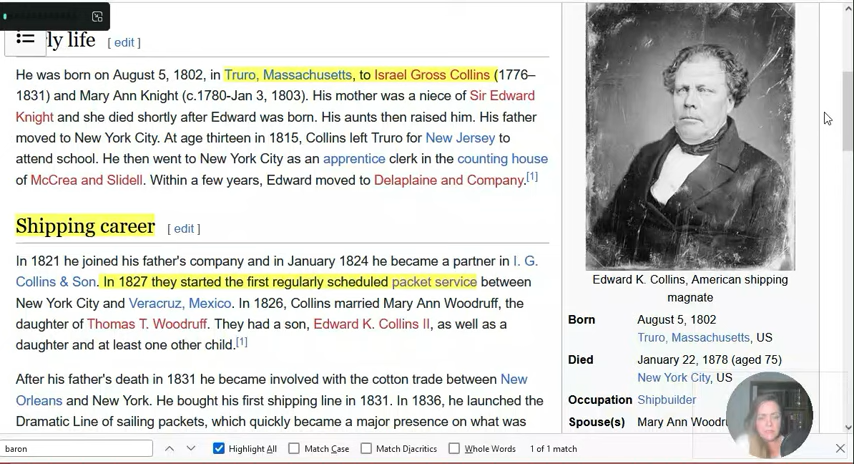 ly life [ edit ]
He was born on August 5, 1802, in Truro, Massachusetts, to Israel Gross Collins (1776–
1831) and Mary Ann Knight (c.1780-Jan 3, 1803). His mother was a niece of Sir Edward
Knight and she died shortly after Edward was born. His aunts then raised him. His father
moved to New York City. At age thirteen in 1815, Collins left Truro for New Jersey to
attend school. He then went to New York City as an apprentice clerk in the counting house
of McCrea and Slidell. Within a few years, Edward moved to Delaplaine and Company.[1]
Shipping career [ edit ]
In 1821 he joined his father's company and in January 1824 he became a partner in I. G.
Collins & Son. In 1827 they started the first regularly scheduled packet service between
New York City and Veracruz, Mexico. In 1826, Collins married Mary Ann Woodruff, the
daughter of Thomas T. Woodruff. They had a son, Edward K. Collins II, as well as a
daughter and at least one other child.[1]
After his father's death in 1831 he became involved with the cotton trade between New
Orleans and New York. He bought his first shipping line in 1831. In 1836, he launched the
Dramatic Line of sailing packets, which quickly became a major presence on what was
Edward K. Collins, American shipping
magnate
Born August 5, 1802
Truro, Massachusetts, US
Died January 22, 1878 (aged 75)
New York City, US
Occupation Shipbuilder
Spouse(s) Mary Ann Woodru
baron Highlight All Match Case Match Diacritics Whole Words 1 of 1 match